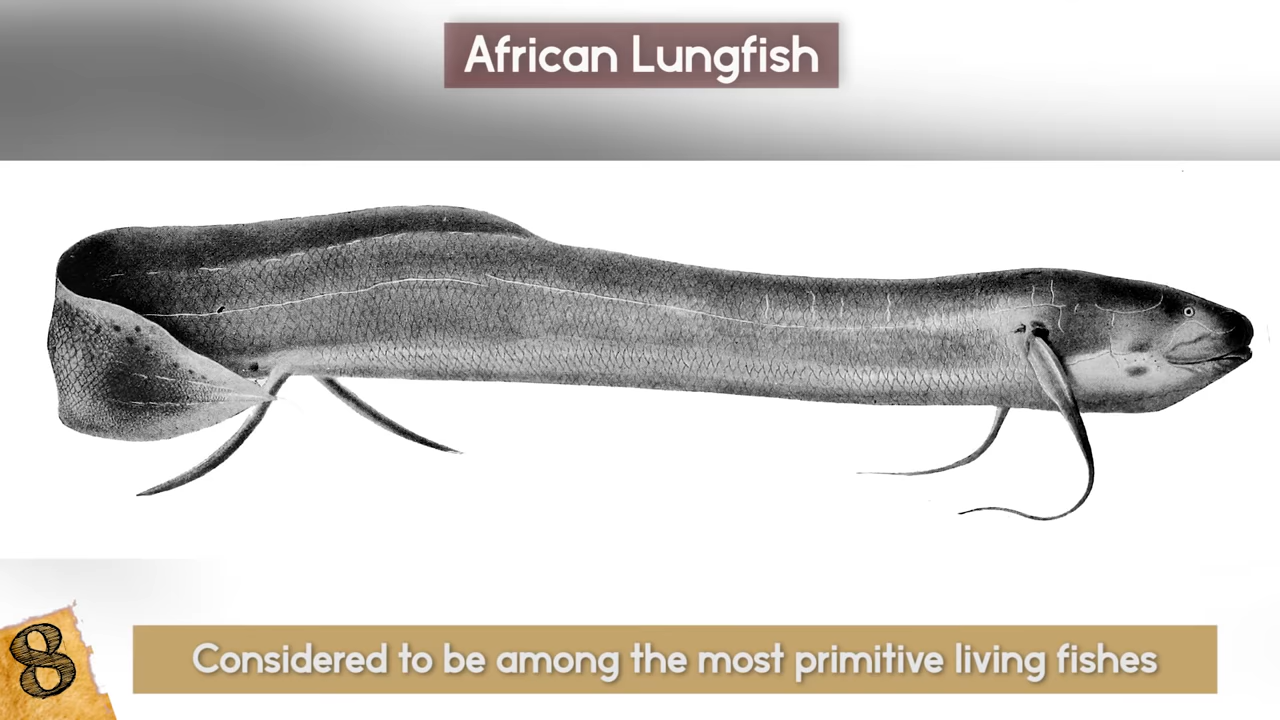 African Lungfish
8
Considered to be among the most primitive living fishes